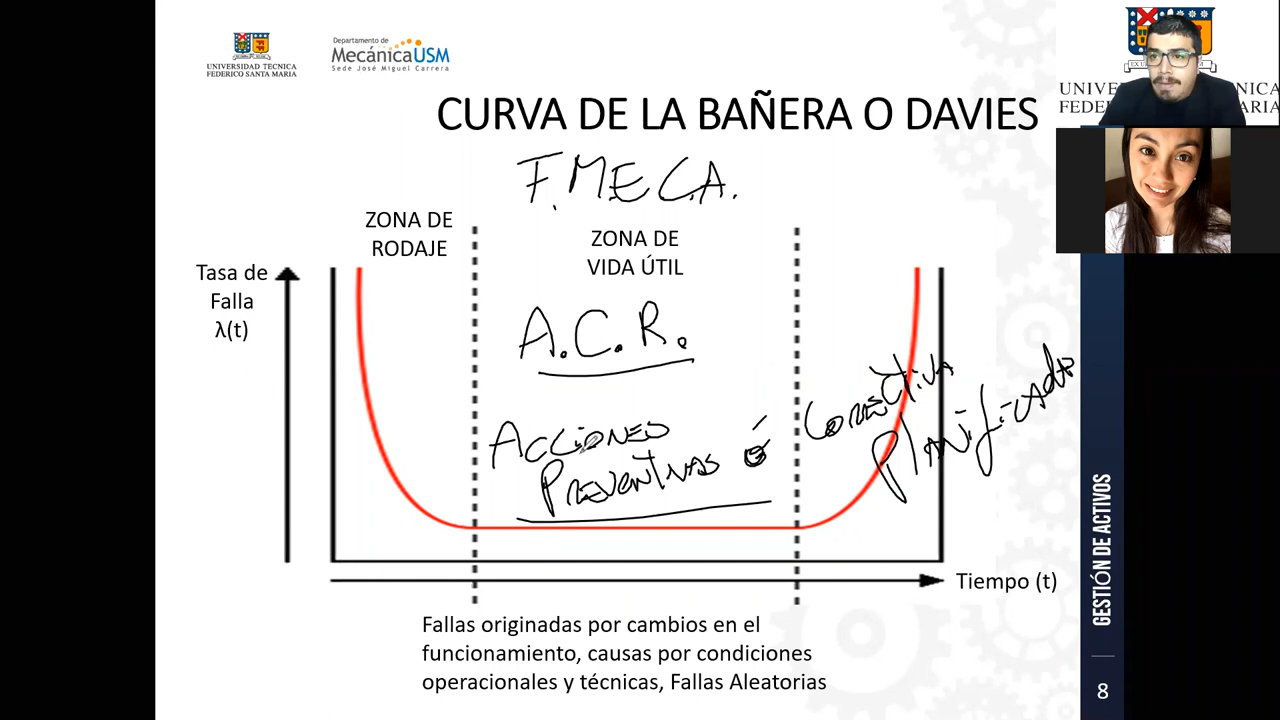 UNIVERSIDAD TECNICA
FEDERICO SANTA MARIA
Departamento de
MecánicaUSM
Sede José Miguel Carrera
CURVA DE LA BAÑERA O DAVIES
F.M.E.C.A.
ZONA DE
RODAJE
ZONA DE
VIDA ÚTIL
Tasa de
Falla
λ(t)
A.C.R.
ACCIONES
PREVENTIVAS ó
CORRECTIVA
PLANIFICADA
Tiempo (t)
Fallas originadas por cambios en el
funcionamiento, causas por condiciones
operacionales y técnicas, Fallas Aleatorias
GESTIÓN DE ACTIVOS
8